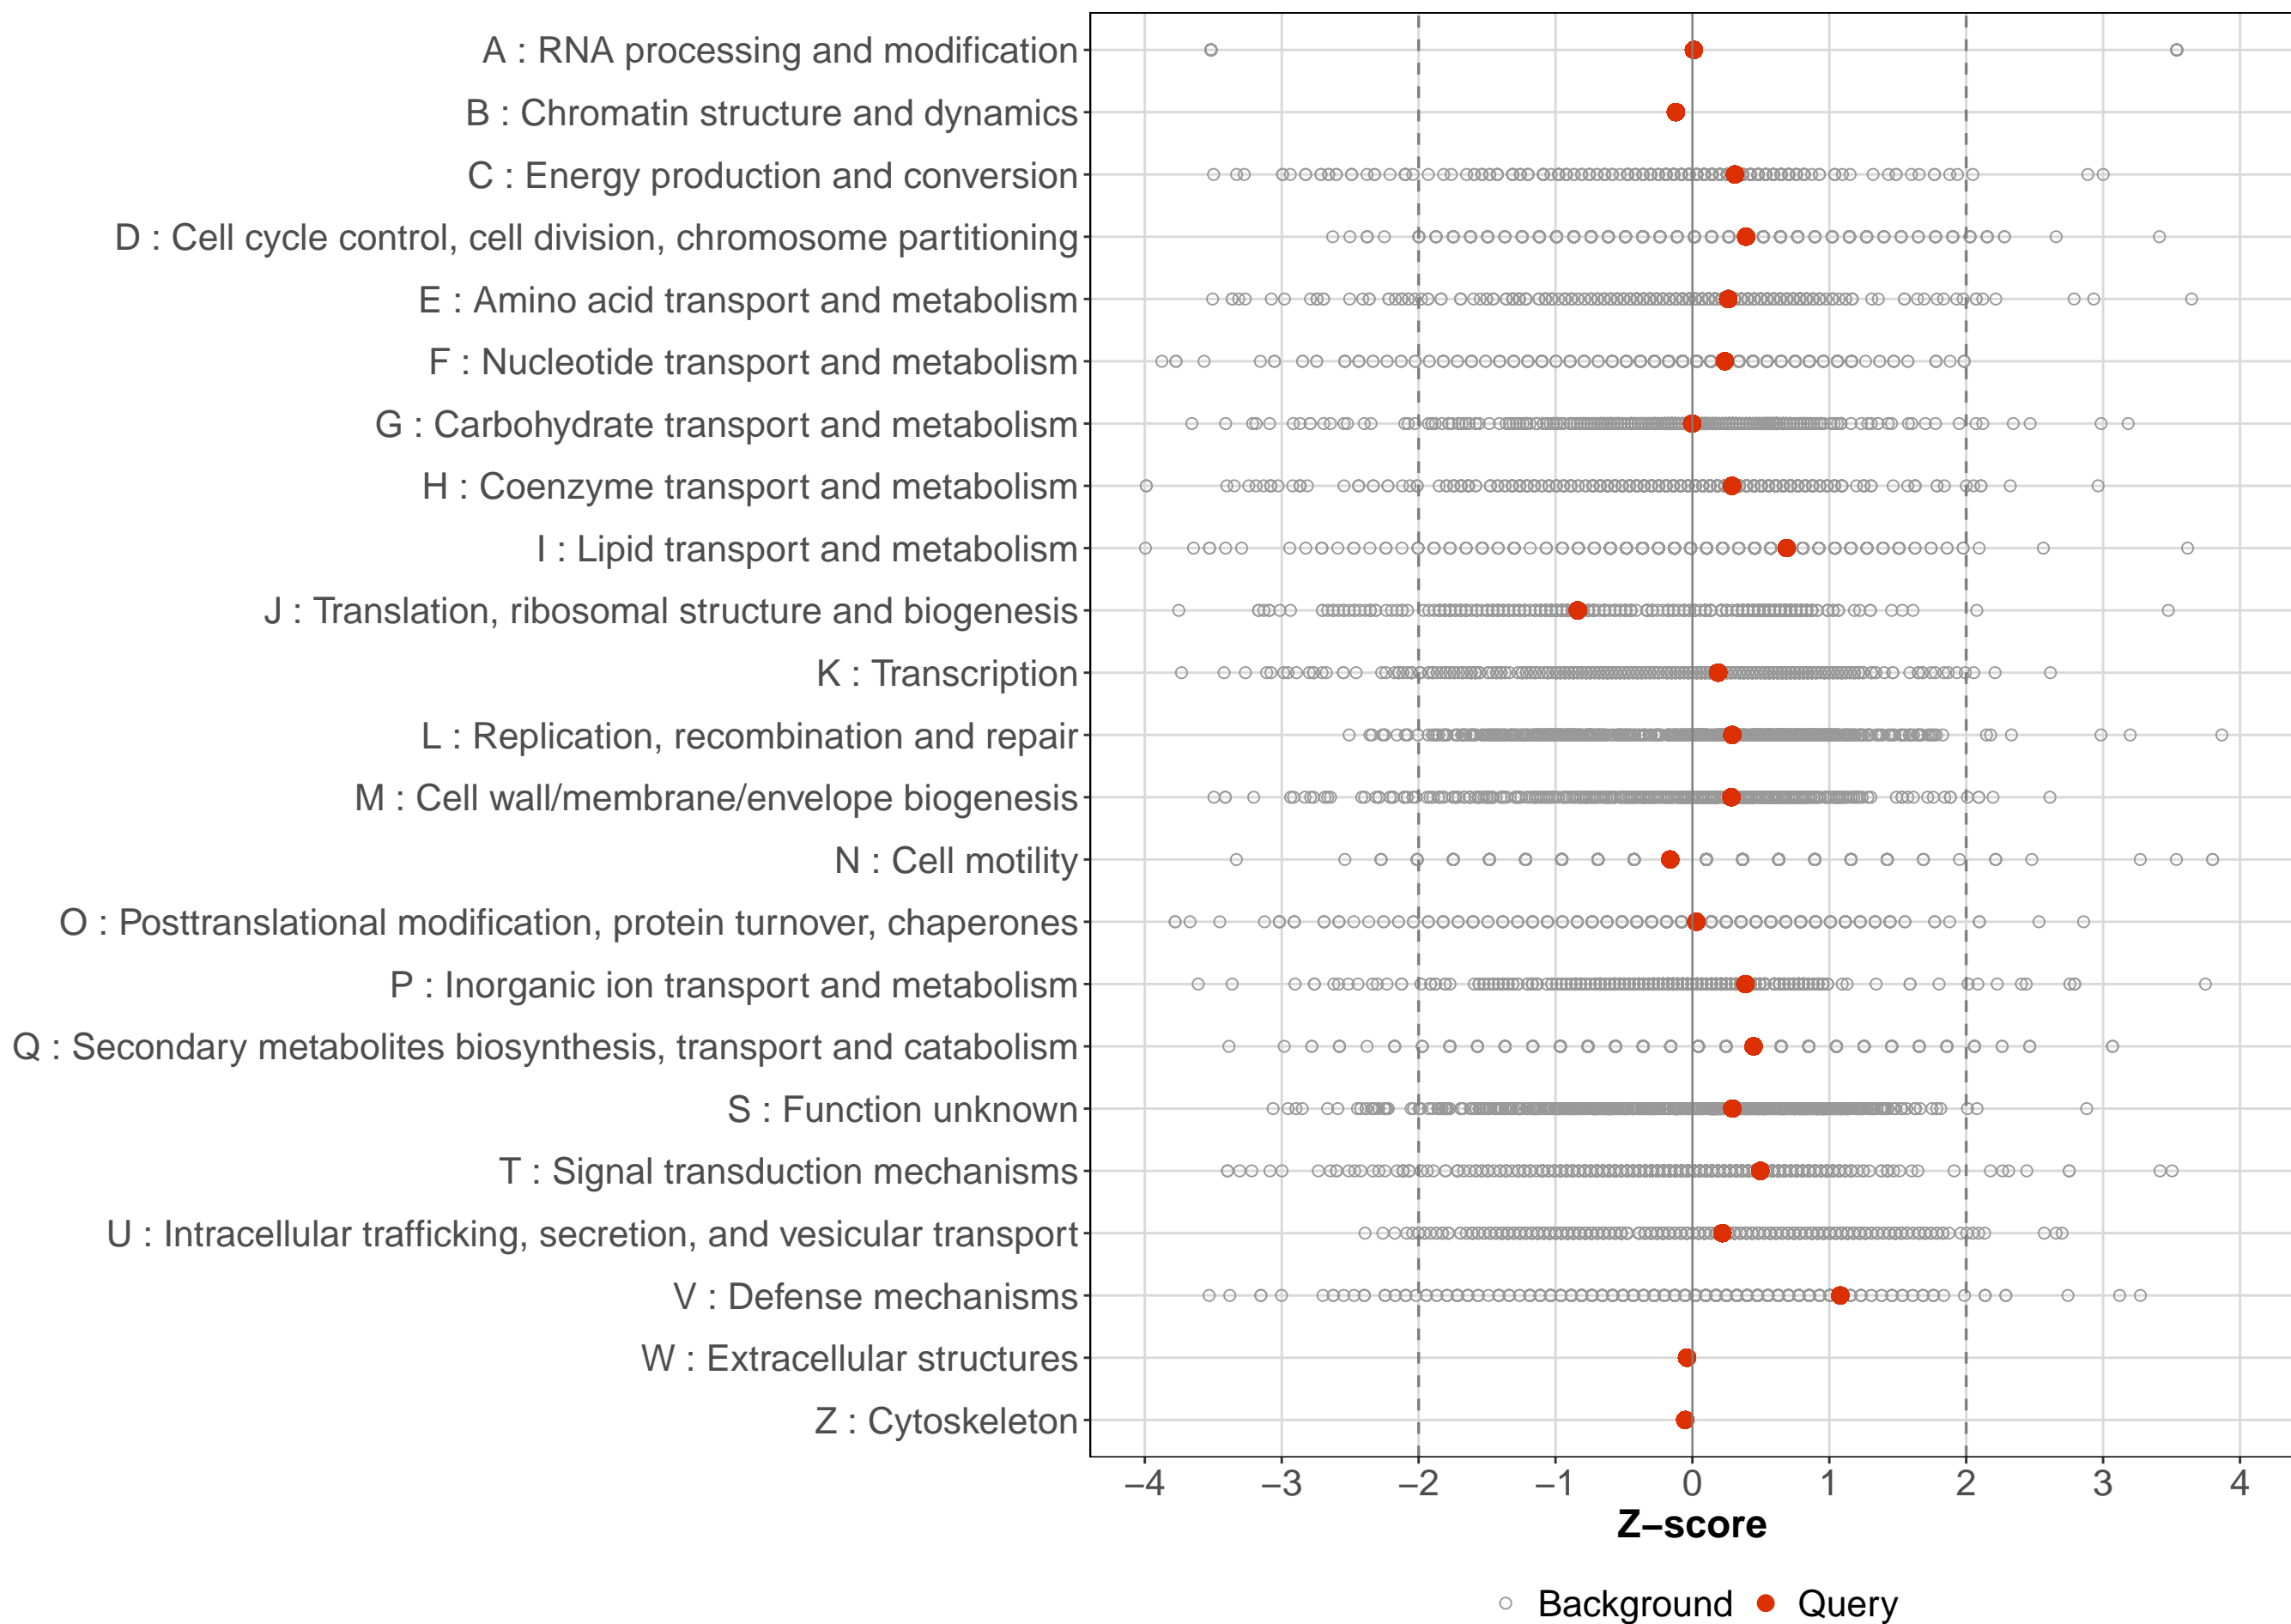 A : RNA processing and modification
B : Chromatin structure and dynamics
C : Energy production and conversion
D : Cell cycle control, cell division, chromosome partitioning
E : Amino acid transport and metabolism
F : Nucleotide transport and metabolism
G : Carbohydrate transport and metabolism
H : Coenzyme transport and metabolism
I : Lipid transport and metabolism
J : Translation, ribosomal structure and biogenesis
K : Transcription
L : Replication, recombination and repair
M : Cell wall/membrane/envelope biogenesis
N : Cell motility
O : Posttranslational modification, protein turnover, chaperones
P : Inorganic ion transport and metabolism
Q : Secondary metabolites biosynthesis, transport and catabolism
S : Function unknown
T : Signal transduction mechanisms
U : Intracellular trafficking, secretion, and vesicular transport
V : Defense mechanisms
W : Extracellular structures
Z : Cytoskeleton
−4 −3 −2 −1 0 1 2 3 4
Z−score
Background Query